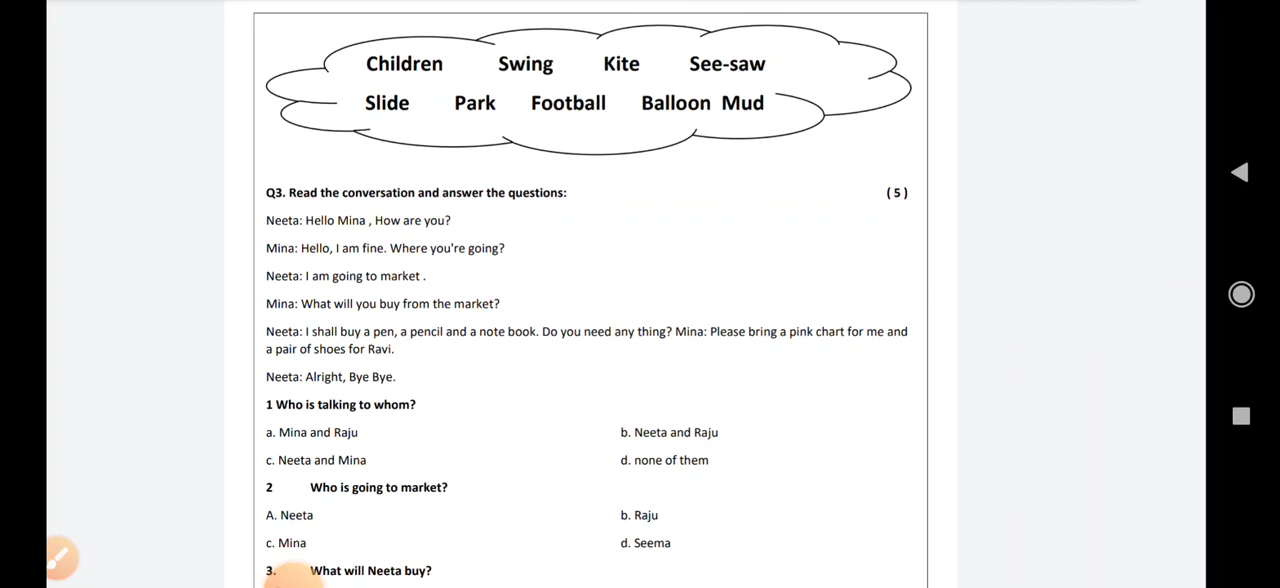 Children Swing Kite See-saw
Slide Park Football Balloon Mud
Q3. Read the conversation and answer the questions: ( 5 )
Neeta: Hello Mina , How are you?
Mina: Hello, I am fine. Where you're going?
Neeta: I am going to market .
Mina: What will you buy from the market?
Neeta: I shall buy a pen, a pencil and a note book. Do you need any thing? Mina: Please bring a pink chart for me and
a pair of shoes for Ravi.
Neeta: Alright, Bye Bye.
1 Who is talking to whom?
a. Mina and Raju b. Neeta and Raju
c. Neeta and Mina d. none of them
2 Who is going to market?
A. Neeta b. Raju
c. Mina d. Seema
3. What will Neeta buy?